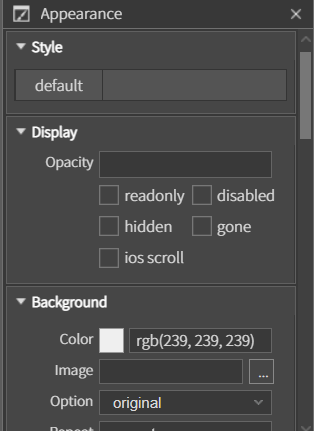 Appearance
Style
default
Display
Opacity
readonly disabled
hidden gone
ios scroll
Background
Color rgb(239, 239, 239)
Image ...
Option original